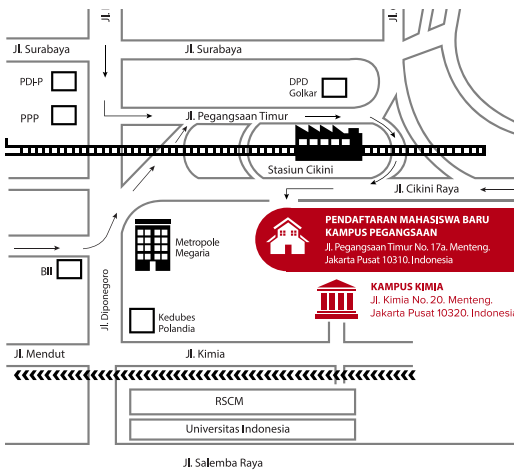 Jl. Surabaya
Jl. Surabaya
PDI-P
DPD
Golkar
PPP
Jl. Pegangsaan Timur
Stasiun Cikini
Jl. Cikini Raya
PENDAFTARAN MAHASISWA BARU
KAMPUS PEGANGSAAN
Jl. Pegangsaan Timur No. 17a. Menteng.
Jakarta Pusat 10310. Indonesia
Metropole
Megaria
BII
Jl. Diponegoro
KAMPUS KIMIA
Jl. Kimia No. 20. Menteng.
Jakarta Pusat 10320. Indonesia
Kedubes
Polandia
Jl. Mendut
Jl. Kimia
RSCM
Universitas Indonesia
Jl. Salemba Raya